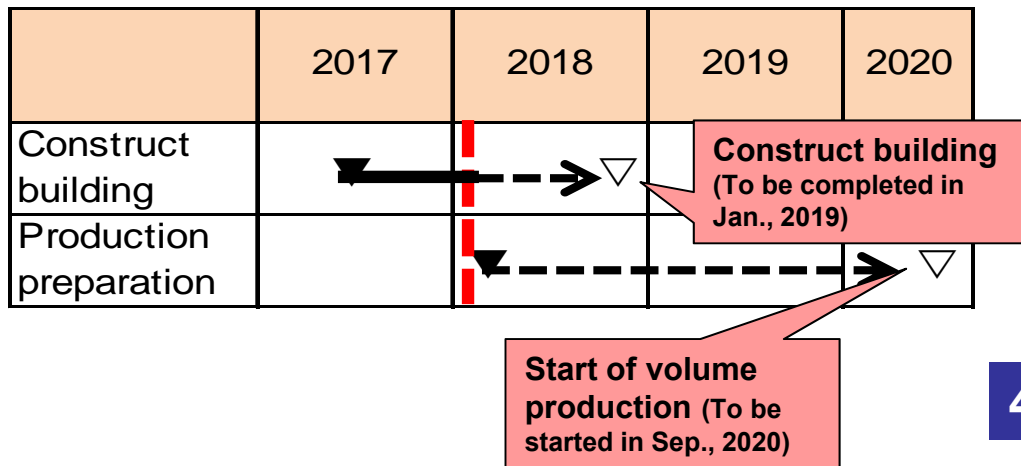 2017 2018 2019 2020
Construct
building
Construct building
(To be completed in
Jan., 2019)
Production
preparation
Start of volume
production (To be
started in Sep., 2020)
4